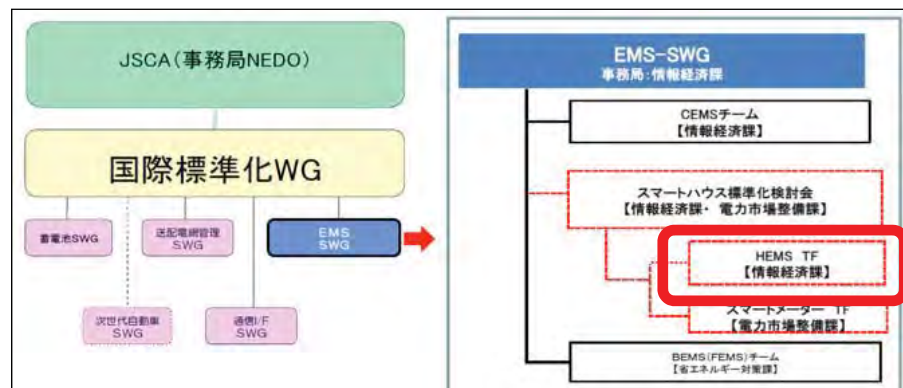 JSCA(事務局NEDO)
国際標準化WG
蓄電池SWG
送配電網管理
SWG
EMS
SWG
次世代自動車
SWG
通信I/F
SWG
EMS-SWG
事務局:情報経済課
CEMSチーム
【情報経済課】
スマートハウス標準化検討会
【情報経済課・電力市場整備課】
HEMS TF
【情報経済課】
スマートメーター TF
【電力市場整備課】
BEMS(FEMS)チーム
【省エネルギー対策課】